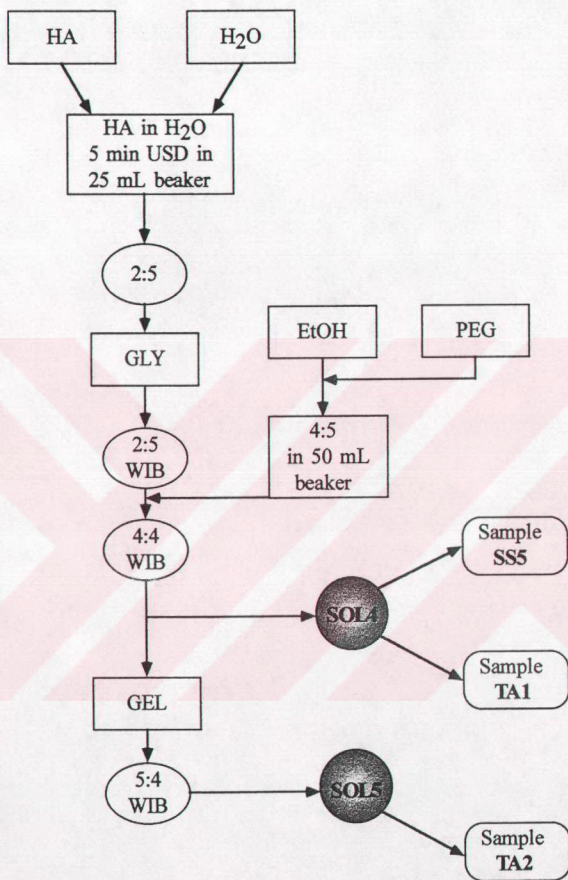 HA
H2O
HA in H2O
5 min USD in
25 mL beaker
2:5
GLY
EtOH
PEG
2:5
WIB
4:5
in 50 mL
beaker
4:4
WIB
SOL4
Sample
SS5
Sample
TA1
GEL
5:4
WIB
SOL5
Sample
TA2